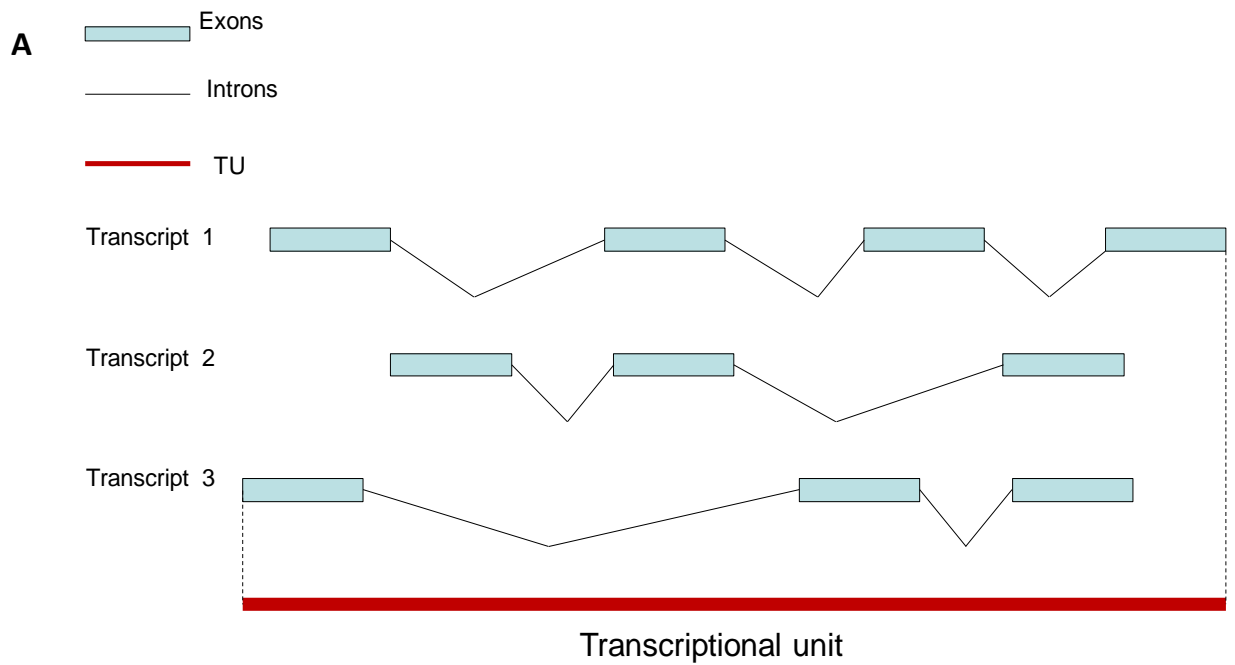 A
Exons
Introns
TU
Transcript 1
Transcript 2
Transcript 3
Transcriptional unit